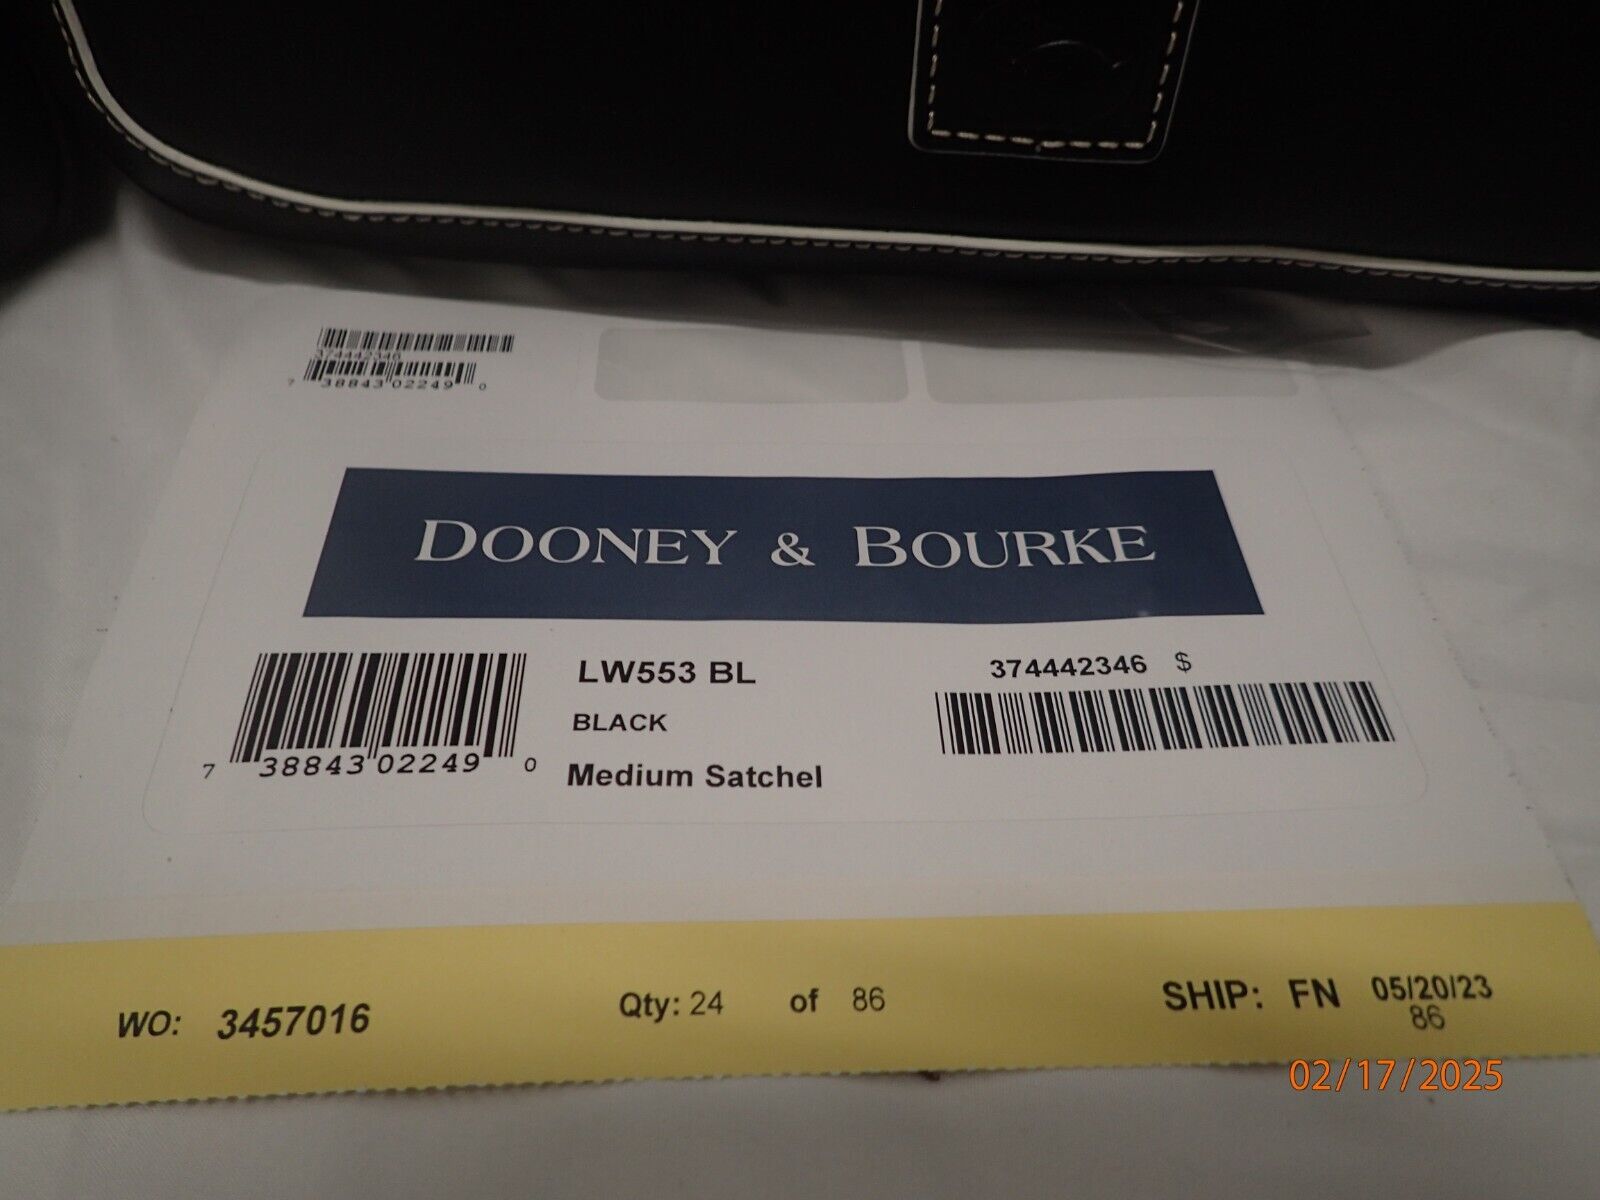 374442346
7 38843 02249 0
DOONEY & BOURKE
LW553 BL
BLACK
Medium Satchel
7 38843 02249 0
374442346 $
WO: 3457016 Qty: 24 of 86 SHIP: FN 05/20/23
86
02/17/2025